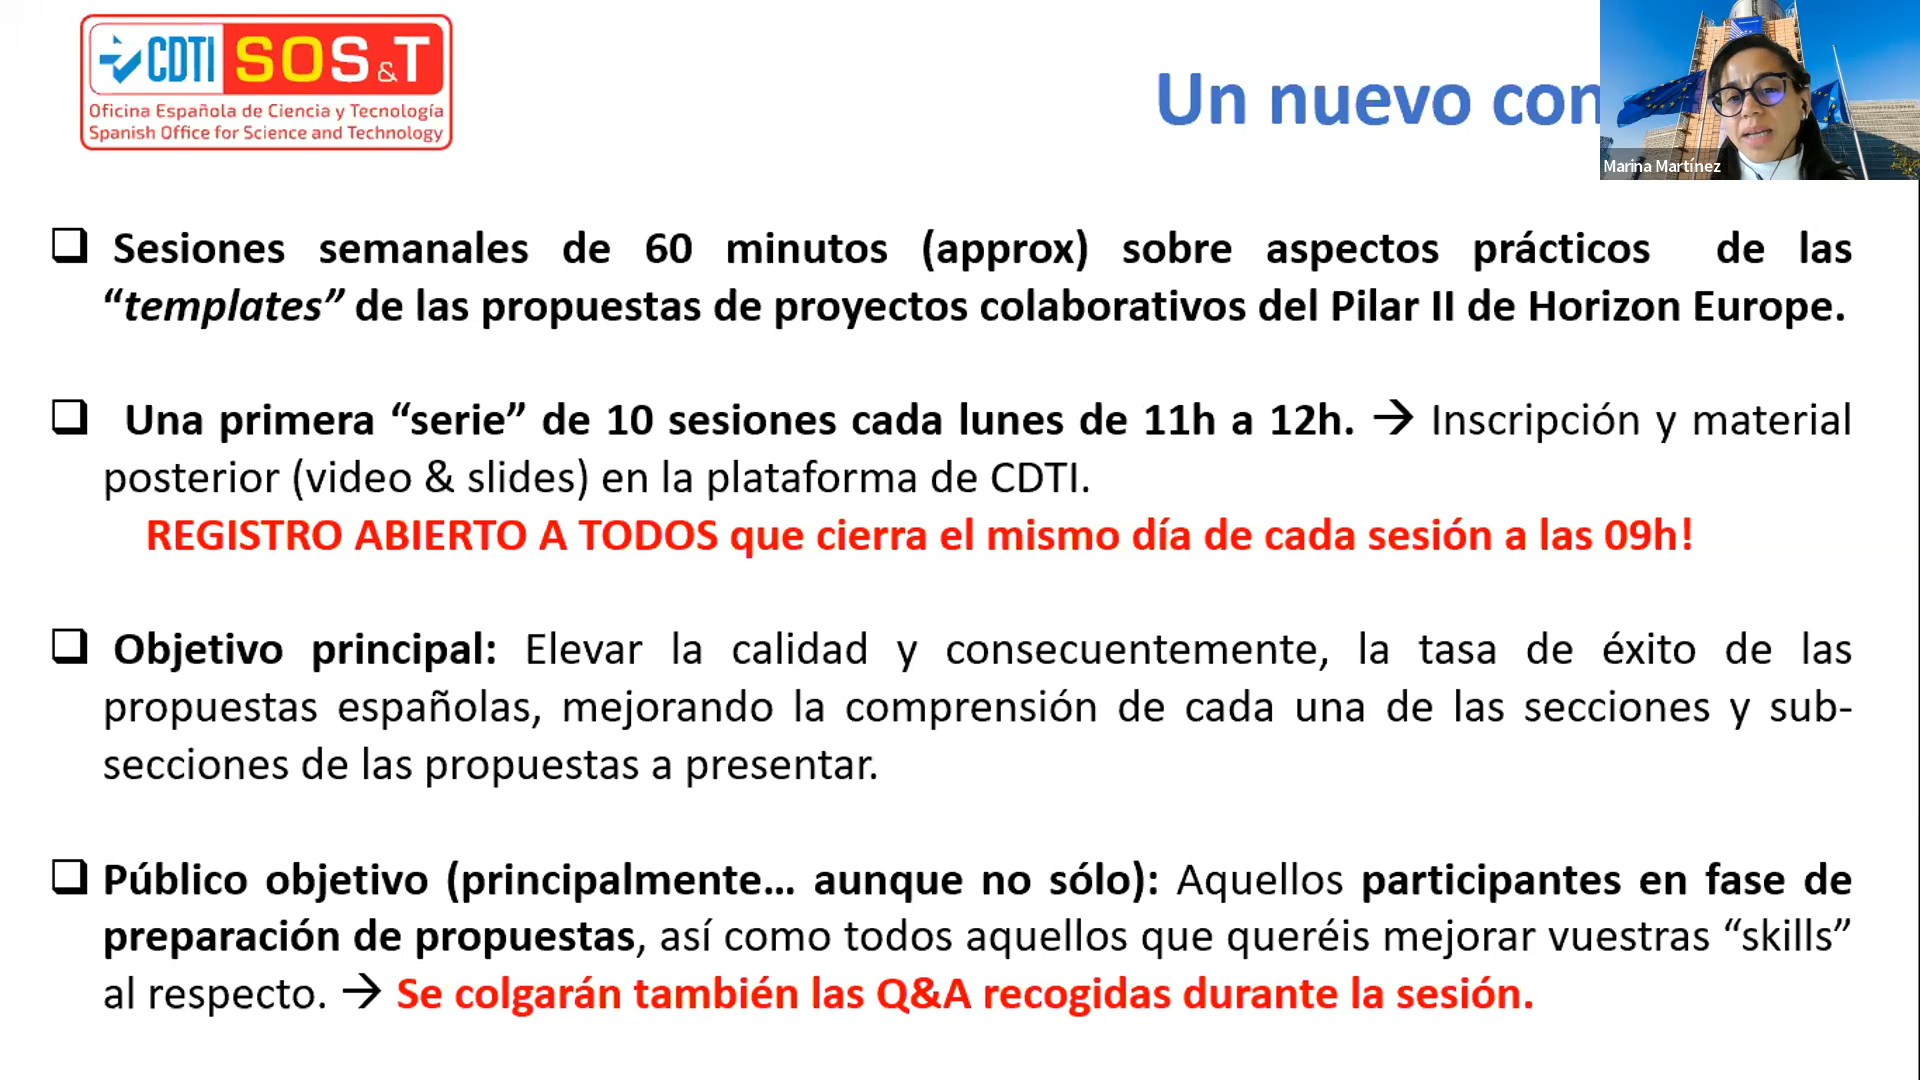 CDTI SOS&T
Oficina Española de Ciencia y Tecnología
Spanish Office for Science and Technology
Un nuevo con
Marina Martínez
Sesiones semanales de 60 minutos (approx) sobre aspectos prácticos de las
“templates” de las propuestas de proyectos colaborativos del Pilar II de Horizon Europe.
Una primera “serie” de 10 sesiones cada lunes de 11h a 12h. → Inscripción y material
posterior (video & slides) en la plataforma de CDTI.
REGISTRO ABIERTO A TODOS que cierra el mismo día de cada sesión a las 09h!
Objetivo principal: Elevar la calidad y consecuentemente, la tasa de éxito de las
propuestas españolas, mejorando la comprensión de cada una de las secciones y sub-
secciones de las propuestas a presentar.
Público objetivo (principalmente... aunque no sólo): Aquellos participantes en fase de
preparación de propuestas, así como todos aquellos que queréis mejorar vuestras “skills”
al respecto. → Se colgarán también las Q&A recogidas durante la sesión.